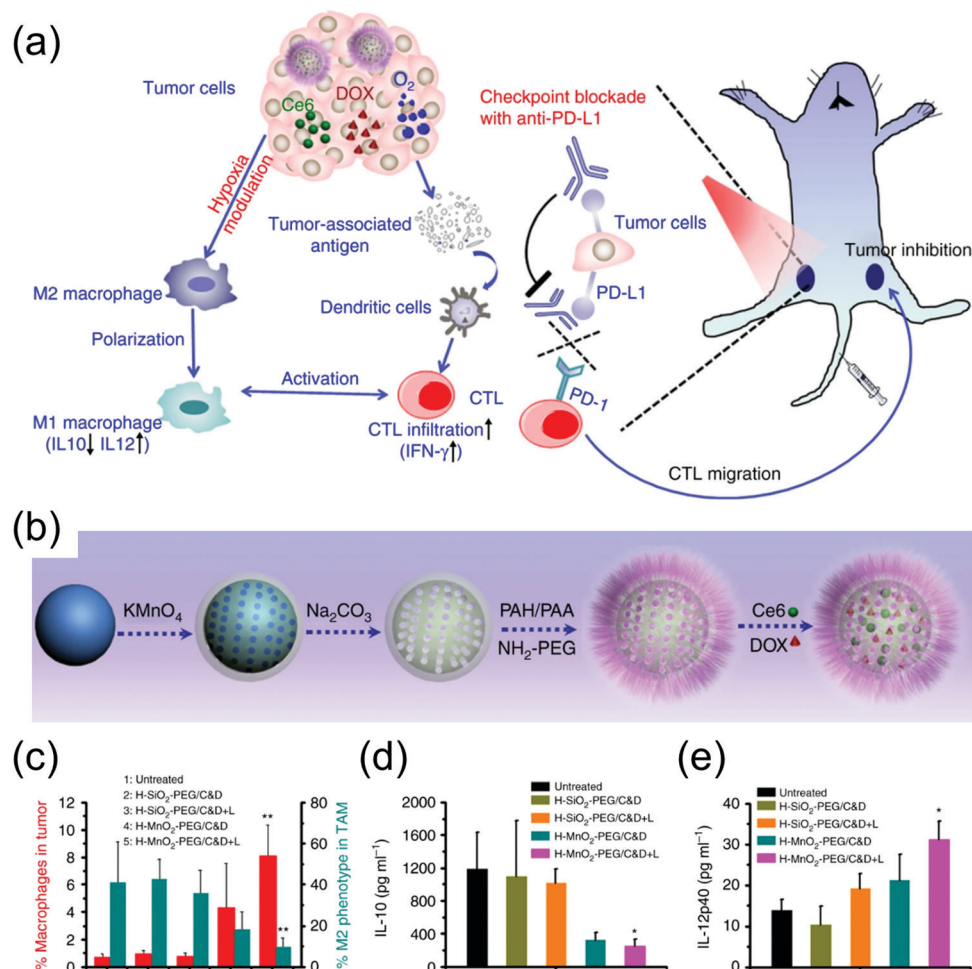 (a)
Tumor cells
Ce6
DOX
O₂
Hypoxia
modulation
M2 macrophage
Polarization
M1 macrophage
(IL10↓ IL12↑)
Activation
Tumor-associated
antigen
Dendritic cells
CTL
CTL infiltration↑
(IFN-γ↑)
Checkpoint blockade
with anti-PD-L1
Tumor cells
PD-L1
PD-1
Tumor inhibition
CTL migration
(b)
KMnO₄
Na₂CO₃
PAH/PAA
NH₂-PEG
Ce6
DOX
(c)
1: Untreated
2: H-SiO₂-PEG/C&D
3: H-SiO₂-PEG/C&D+L
4: H-MnO₂-PEG/C&D
5: H-MnO₂-PEG/C&D+L
% Macrophages in tumor
12
10
8
6
4
2
0
**
**
80
60
40
20
0
% M2 phenotype in TAM
(d)
Untreated
H-SiO₂-PEG/C&D
H-SiO₂-PEG/C&D+L
H-MnO₂-PEG/C&D
H-MnO₂-PEG/C&D+L
IL-10 (pg ml⁻¹)
2000
1600
1200
800
400
0
*
(e)
Untreated
H-SiO₂-PEG/C&D
H-SiO₂-PEG/C&D+L
H-MnO₂-PEG/C&D
H-MnO₂-PEG/C&D+L
IL-12p40 (pg ml⁻¹)
40
30
20
10
0
*